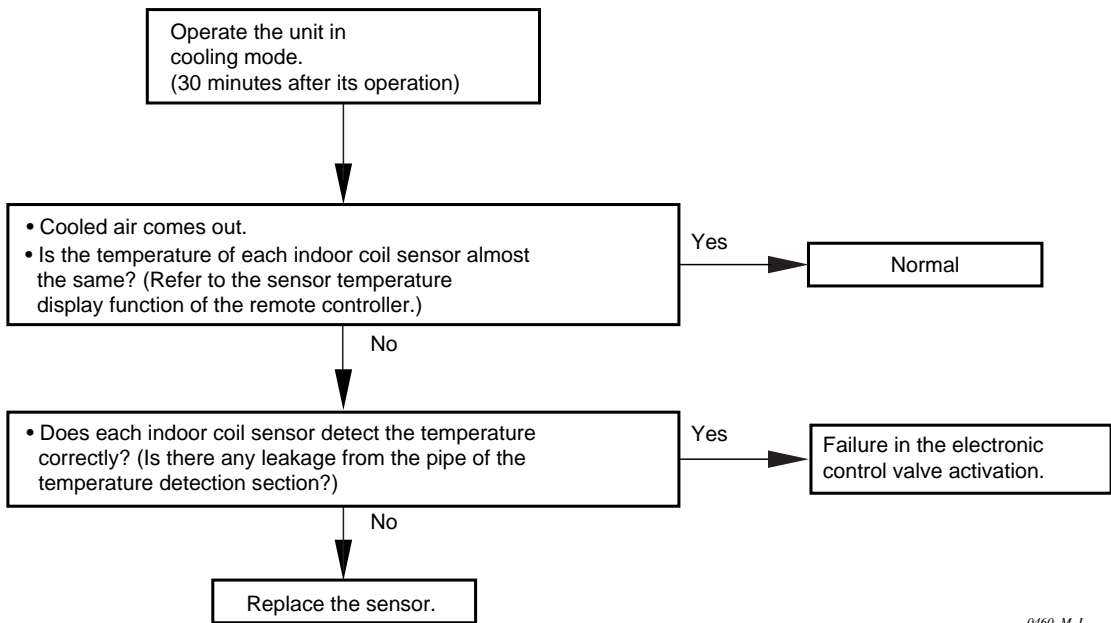 Operate the unit in
cooling mode.
(30 minutes after its operation)
• Cooled air comes out.
• Is the temperature of each indoor coil sensor almost
the same? (Refer to the sensor temperature
display function of the remote controller.)
Yes
Normal
No
• Does each indoor coil sensor detect the temperature
correctly? (Is there any leakage from the pipe of the
temperature detection section?)
Yes
Failure in the electronic
control valve activation.
No
Replace the sensor.
0460_M_I